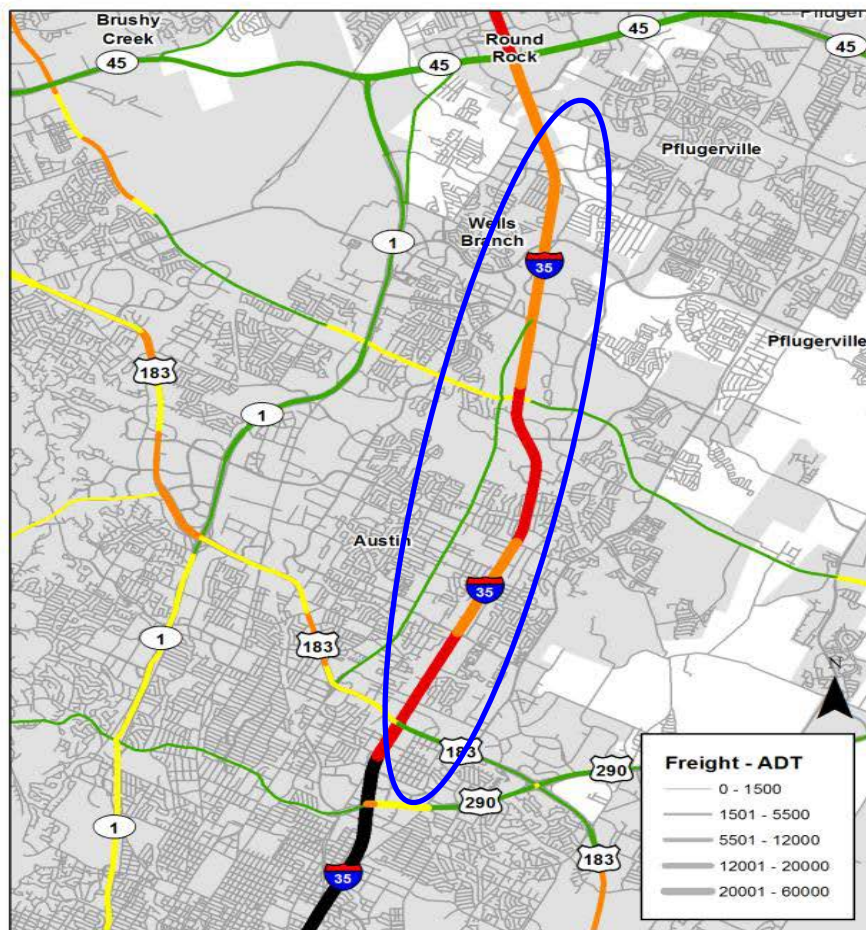 Brushy
Creek
Pfluger
45
Round
Rock
45
45
45
Pflugerville
1
Wells
Branch
35
Pflugerville
183
1
Austin
35
1
183
N
183
290
290
1
183
35
Freight - ADT
0 - 1500
1501 - 5500
5501 - 12000
12001 - 20000
20001 - 60000